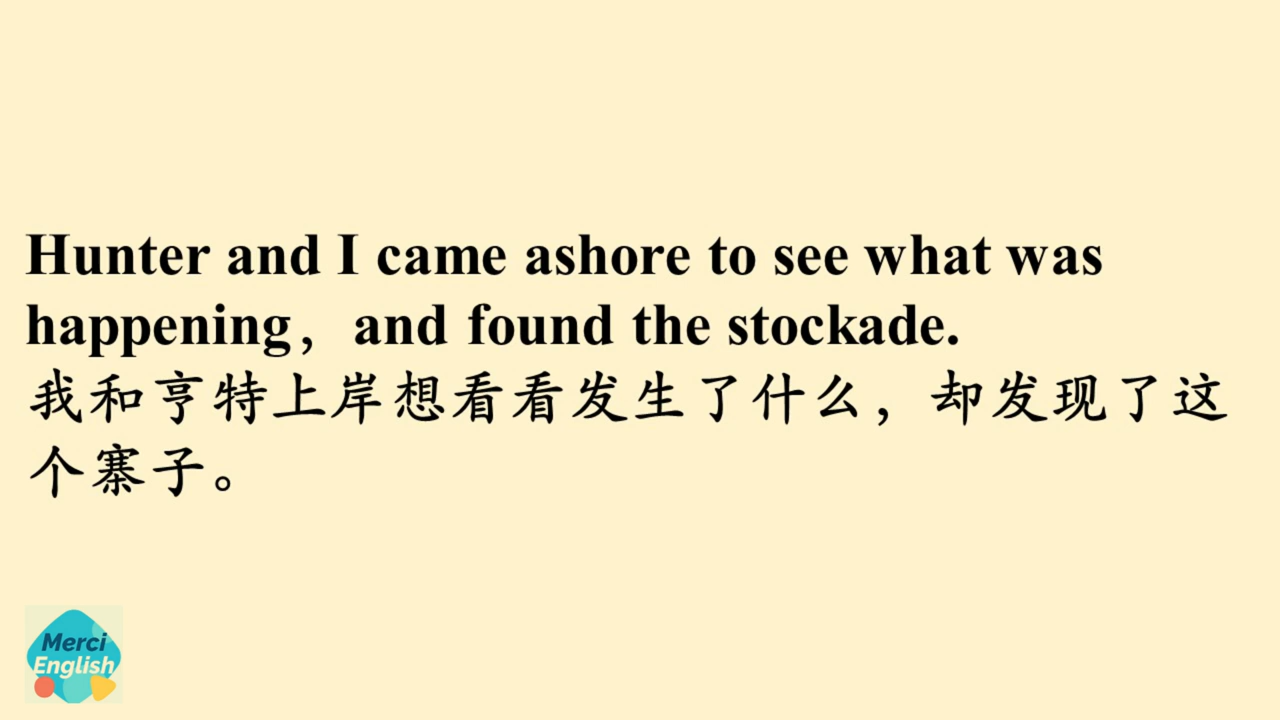 Hunter and I came ashore to see what was
happening，and found the stockade.
我和亨特上岸想看看发生了什么，却发现了这
个寨子。
Merci
English